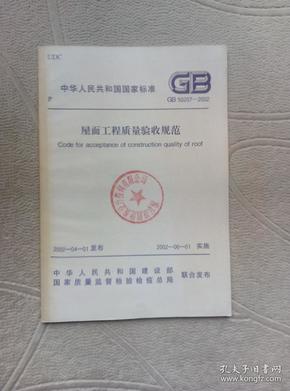 UDC
中华人民共和国国家标准
GB
P
GB 50207-2002
屋面工程质量验收规范
Code for acceptance of construction quality of roof
2002-04-01 发布
2002-06-01 实施
中华人民共和国建设部
国家质量监督检验检疫总局
联合发布
孔夫子旧书网